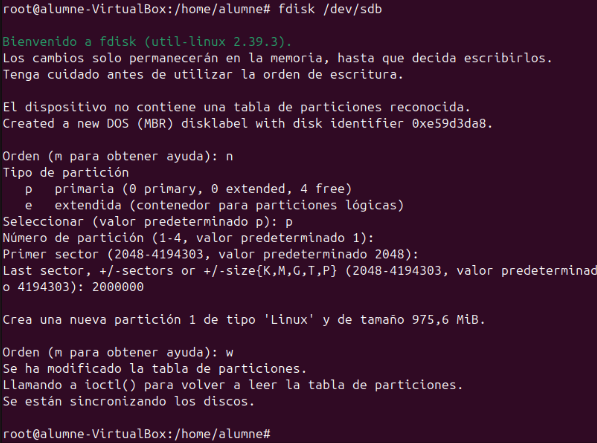 root@alumne-VirtualBox:/home/alumne# fdisk /dev/sdb
Bienvenido a fdisk (util-linux 2.39.3).
Los cambios solo permanecerán en la memoria, hasta que decida escribirlos.
Tenga cuidado antes de utilizar la orden de escritura.
El dispositivo no contiene una tabla de particiones reconocida.
Created a new DOS (MBR) disklabel with disk identifier 0xe59d3da8.
Orden (m para obtener ayuda): n
Tipo de partición
   p   primaria (0 primary, 0 extended, 4 free)
   e   extendida (contenedor para particiones lógicas)
Seleccionar (valor predeterminado p): p
Número de partición (1-4, valor predeterminado 1):
Primer sector (2048-4194303, valor predeterminado 2048):
Last sector, +/-sectors or +/-size{K,M,G,T,P} (2048-4194303, valor predeterminad
o 4194303): 2000000
Crea una nueva partición 1 de tipo 'Linux' y de tamaño 975,6 MiB.
Orden (m para obtener ayuda): w
Se ha modificado la tabla de particiones.
Llamando a ioctl() para volver a leer la tabla de particiones.
Se están sincronizando los discos.
root@alumne-VirtualBox:/home/alumne#